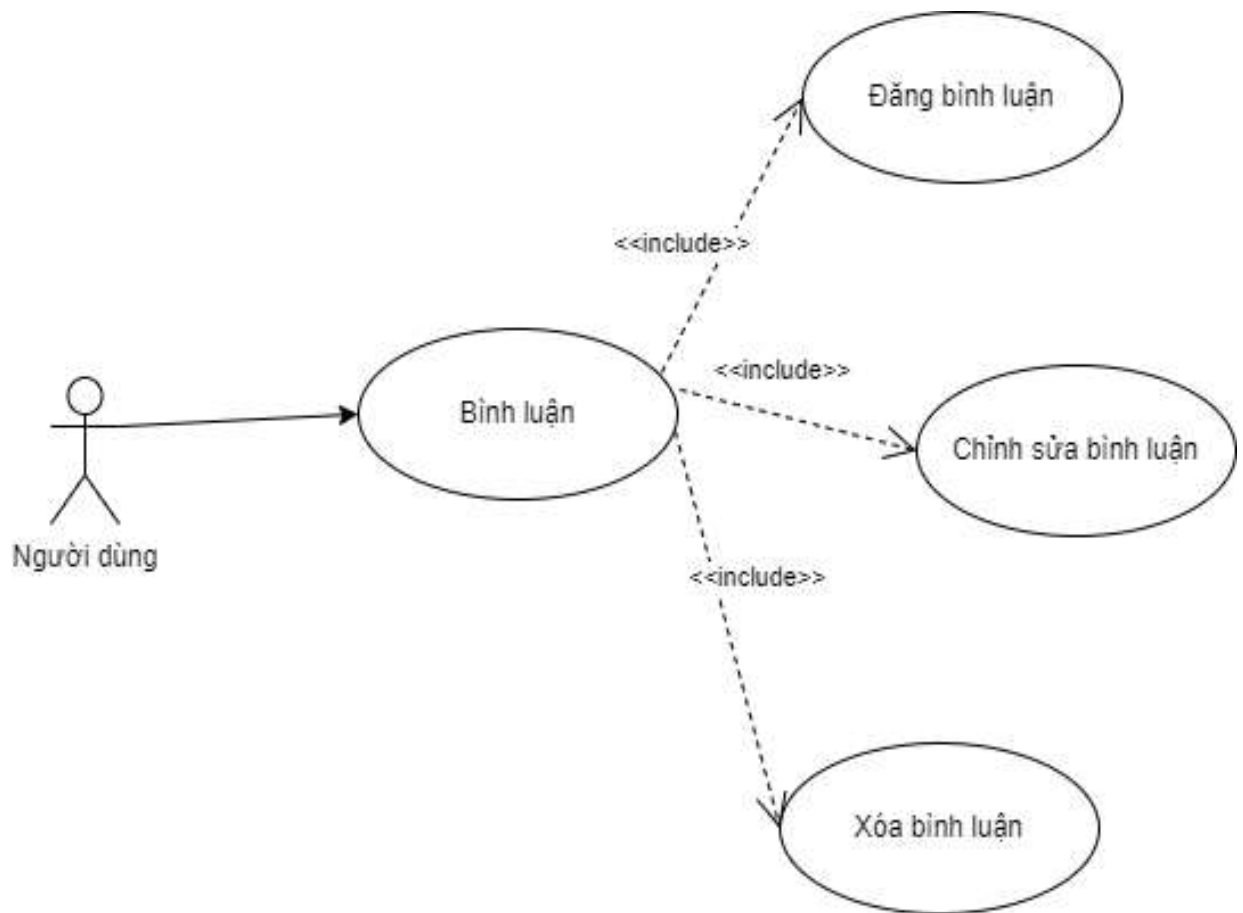 Đăng bình luận
<<include>>
<<include>>
Bình luận
Chỉnh sửa bình luận
Người dùng
<<include>>
Xóa bình luận